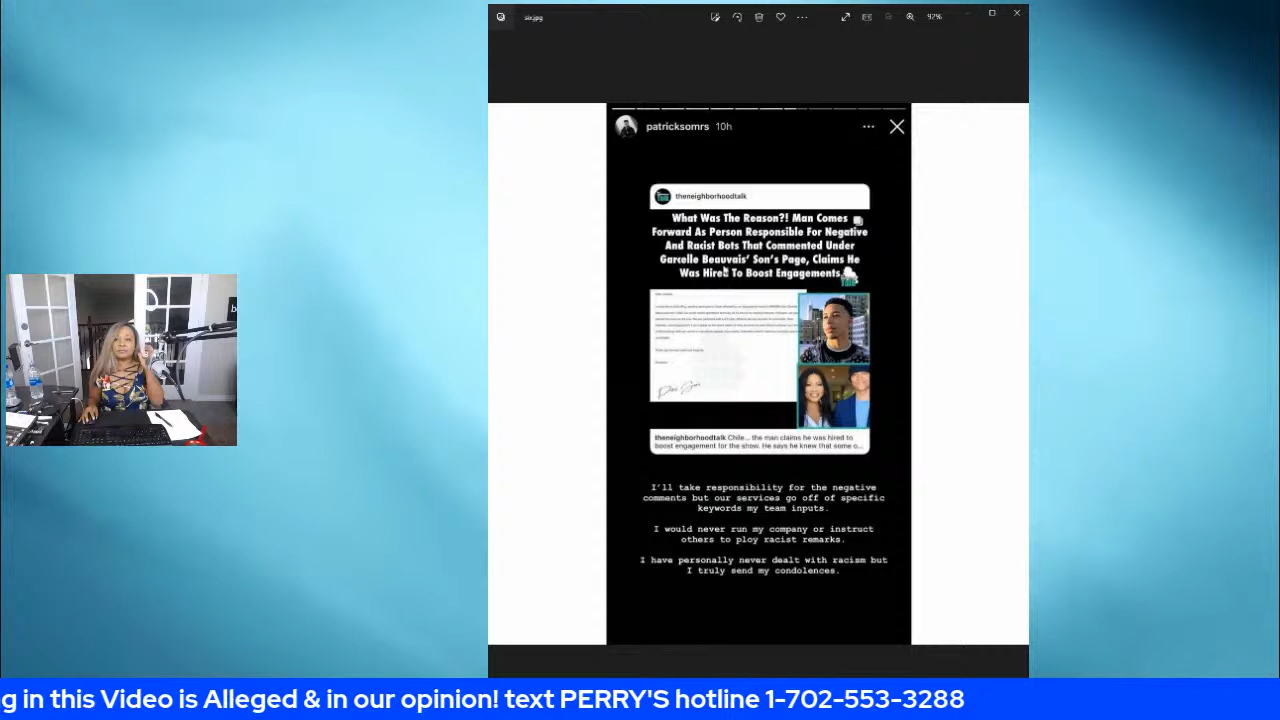 six.jpg
92%
patricksomrs 10h
theneighborhoodtalk
What Was The Reason?! Man Comes
Forward As Person Responsible For Negative
And Racist Bots That Commented Under
Garcelle Beauvais' Son's Page, Claims He
Was Hired To Boost Engagements
theneighborhoodtalk Chile... the man claims he was hired to
boost engagement for the show. He says he knew that some o...
I'll take responsibility for the negative
comments but our services go off of specific
keywords my team inputs.
I would never run my company or instruct
others to ploy racist remarks.
I have personally never dealt with racism but
I truly send my condolences.
g in this Video is Alleged & in our opinion! text PERRY'S hotline 1-702-553-3288